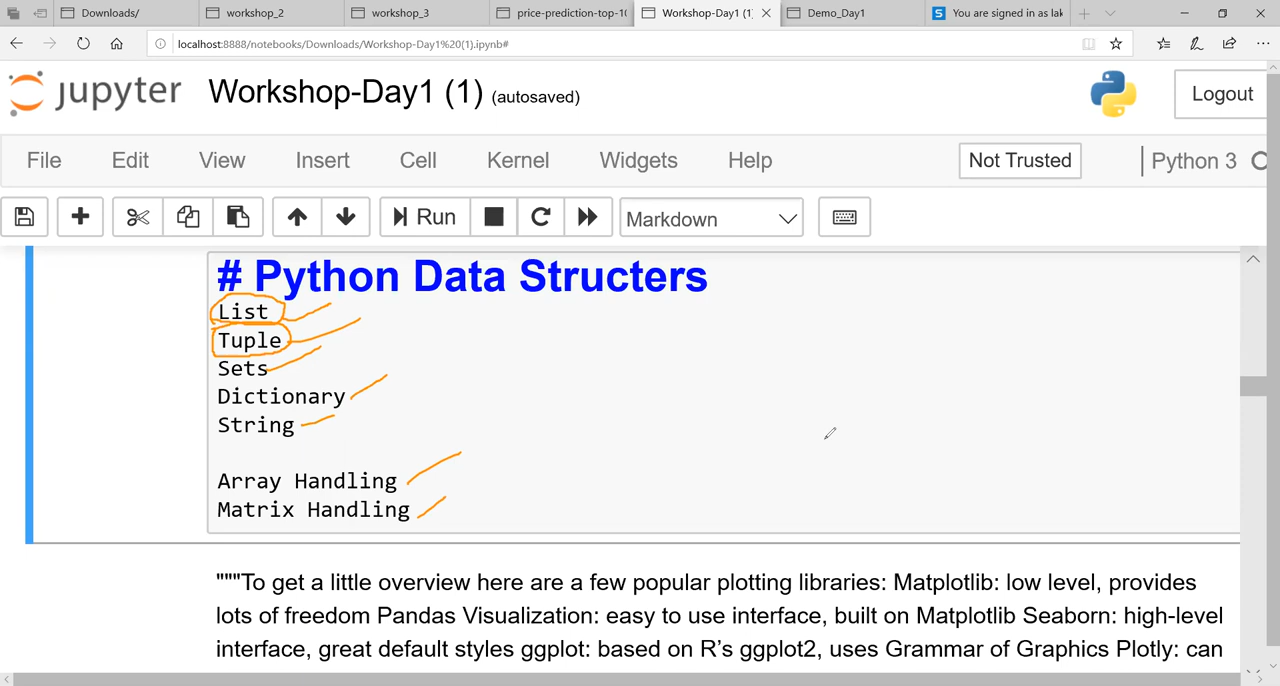 Downloads/
workshop_2
workshop_3
price-prediction-top-10
Workshop-Day1 (1)
Demo_Day1
You are signed in as lak
localhost:8888/notebooks/Downloads/Workshop-Day1%20(1).ipynb#
jupyter Workshop-Day1 (1) (autosaved)
Logout
File Edit View Insert Cell Kernel Widgets Help
Not Trusted
Python 3
Run
Markdown
# Python Data Structers
List
Tuple
Sets
Dictionary
String
Array Handling
Matrix Handling
"""To get a little overview here are a few popular plotting libraries: Matplotlib: low level, provides
lots of freedom Pandas Visualization: easy to use interface, built on Matplotlib Seaborn: high-level
interface, great default styles ggplot: based on R’s ggplot2, uses Grammar of Graphics Plotly: can